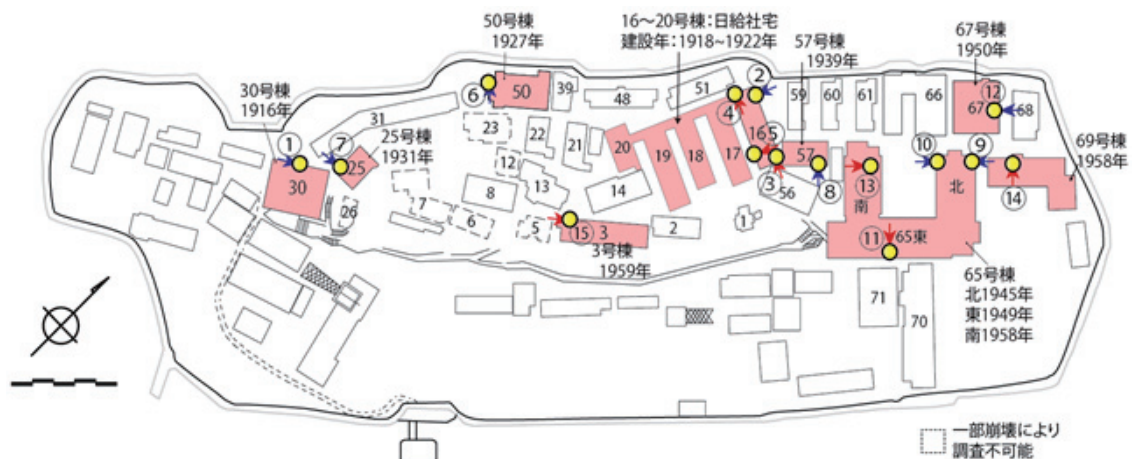 50号棟
1927年
16～20号棟：日給社宅
建設年：1918~1922年
57号棟
1939年
67号棟
1950年
30号棟
1916年
25号棟
1931年
69号棟
1958年
3号棟
1959年
65号棟
北1945年
東1949年
南1958年
一部崩壊により
調査不可能
①
②
③
④
⑤
⑥
⑦
⑧
⑨
⑩
⑪
⑫
⑬
⑭
⑮
50
39
48
51
59
60
61
66
67
68
31
23
22
21
20
19
18
17
16
57
56
30
25
26
12
13
14
8
7
6
5
3
2
1
南
北
65東
71
70